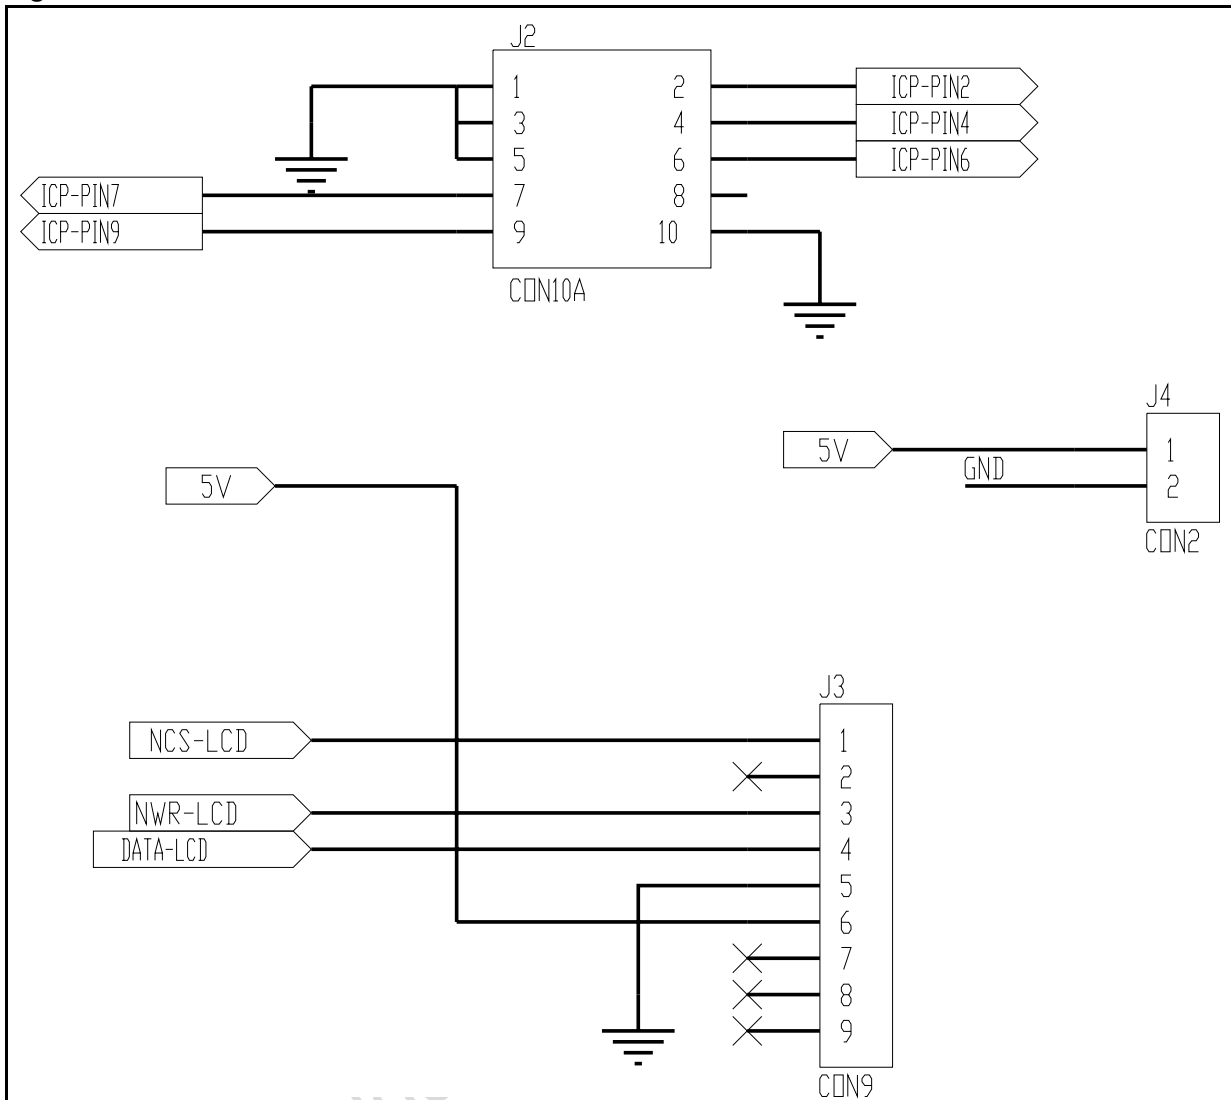 J2
1 2 ICP-PIN2
3 4 ICP-PIN4
5 6 ICP-PIN6
ICP-PIN7 7 8
ICP-PIN9 9 10
CON10A
J4
5V 1
GND 2
CON2
5V
J3
NCS-LCD 1
2
NWR-LCD 3
DATA-LCD 4
5
6
7
8
9
CON9